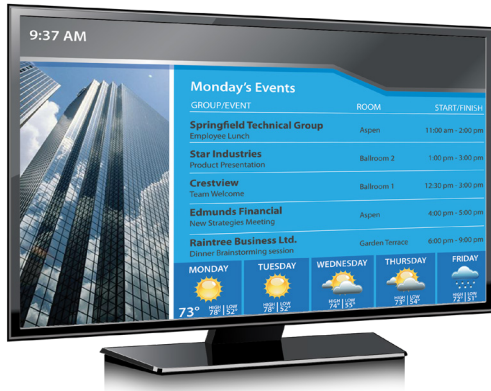 9:37 AM
Monday's Events
GROUP/EVENT ROOM START/FINISH
Springfield Technical Group
Employee Lunch Aspen 11:00 am - 2:00 pm
Star Industries
Product Presentation Ballroom 2 1:00 pm - 3:00 pm
Crestview
Team Welcome Ballroom 1 12:30 pm - 3:00 pm
Edmunds Financial
New Strategies Meeting Aspen 4:00 pm - 5:00 pm
Raintree Business Ltd.
Dinner Brainstorming session Garden Terrace 6:00 pm - 9:00 pm
MONDAY TUESDAY WEDNESDAY THURSDAY FRIDAY
73° HIGH 78° LOW 52° HIGH 78° LOW 52° HIGH 74° LOW 55° HIGH 73° LOW 54° HIGH 72° LOW 51°